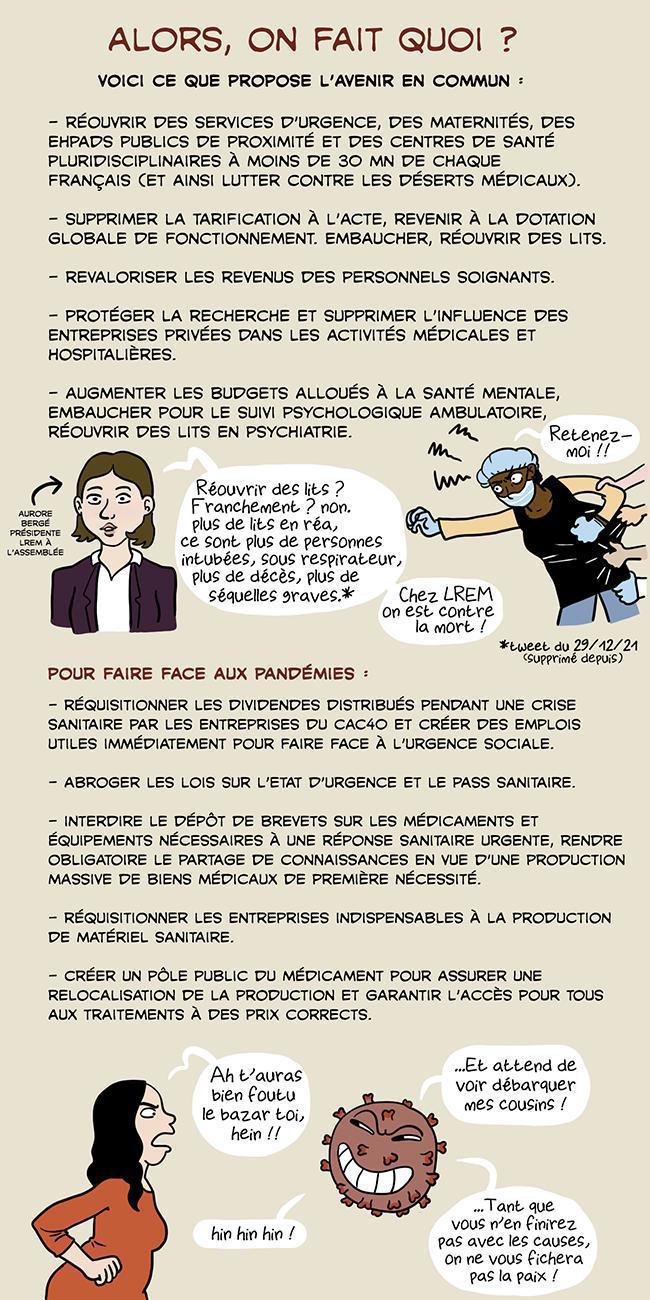 ALORS, ON FAIT QUOI ?
VOICI CE QUE PROPOSE L'AVENIR EN COMMUN :
- RÉOUVRIR DES SERVICES D'URGENCE, DES MATERNITÉS, DES
EHPADS PUBLICS DE PROXIMITÉ ET DES CENTRES DE SANTÉ
PLURIDISCIPLINAIRES À MOINS DE 30 MN DE CHAQUE
FRANÇAIS (ET AINSI LUTTER CONTRE LES DÉSERTS MÉDICAUX).
- SUPPRIMER LA TARIFICATION À L'ACTE, REVENIR À LA DOTATION
GLOBALE DE FONCTIONNEMENT. EMBAUCHER, RÉOUVRIR DES LITS.
- REVALORISER LES REVENUS DES PERSONNELS SOIGNANTS.
- PROTÉGER LA RECHERCHE ET SUPPRIMER L'INFLUENCE DES
ENTREPRISES PRIVÉES DANS LES ACTIVITÉS MÉDICALES ET
HOSPITALIÈRES.
- AUGMENTER LES BUDGETS ALLOUÉS À LA SANTÉ MENTALE,
EMBAUCHER POUR LE SUIVI PSYCHOLOGIQUE AMBULATOIRE,
RÉOUVRIR DES LITS EN PSYCHIATRIE.
Retenez-
moi !!
AURORE
BERGÉ
PRÉSIDENTE
LREM À
L'ASSEMBLÉE
Réouvrir des lits ?
Franchement ? non.
plus de lits en réa,
ce sont plus de personnes
intubées, sous respirateur,
plus de décès, plus de
séquelles graves.*
Chez LREM
on est contre
la mort !
*tweet du 29/12/21
(supprimé depuis)
POUR FAIRE FACE AUX PANDÉMIES :
- RÉQUISITIONNER LES DIVIDENDES DISTRIBUÉS PENDANT UNE CRISE
SANITAIRE PAR LES ENTREPRISES DU CAC40 ET CRÉER DES EMPLOIS
UTILES IMMÉDIATEMENT POUR FAIRE FACE À L'URGENCE SOCIALE.
- ABROGER LES LOIS SUR L'ETAT D'URGENCE ET LE PASS SANITAIRE.
- INTERDIRE LE DÉPÔT DE BREVETS SUR LES MÉDICAMENTS ET
ÉQUIPEMENTS NÉCESSAIRES À UNE RÉPONSE SANITAIRE URGENTE, RENDRE
OBLIGATOIRE LE PARTAGE DE CONNAISSANCES EN VUE D'UNE PRODUCTION
MASSIVE DE BIENS MÉDICAUX DE PREMIÈRE NÉCESSITÉ.
- RÉQUISITIONNER LES ENTREPRISES INDISPENSABLES À LA PRODUCTION
DE MATÉRIEL SANITAIRE.
- CRÉER UN PÔLE PUBLIC DU MÉDICAMENT POUR ASSURER UNE
RELOCALISATION DE LA PRODUCTION ET GARANTIR L'ACCÈS POUR TOUS
AUX TRAITEMENTS À DES PRIX CORRECTS.
Ah t'auras
bien foutu
le bazar toi,
hein !!
...Et attend de
voir débarquer
mes cousins !
hin hin hin !
...Tant que
vous n'en finirez
pas avec les causes,
on ne vous fichera
pas la paix !